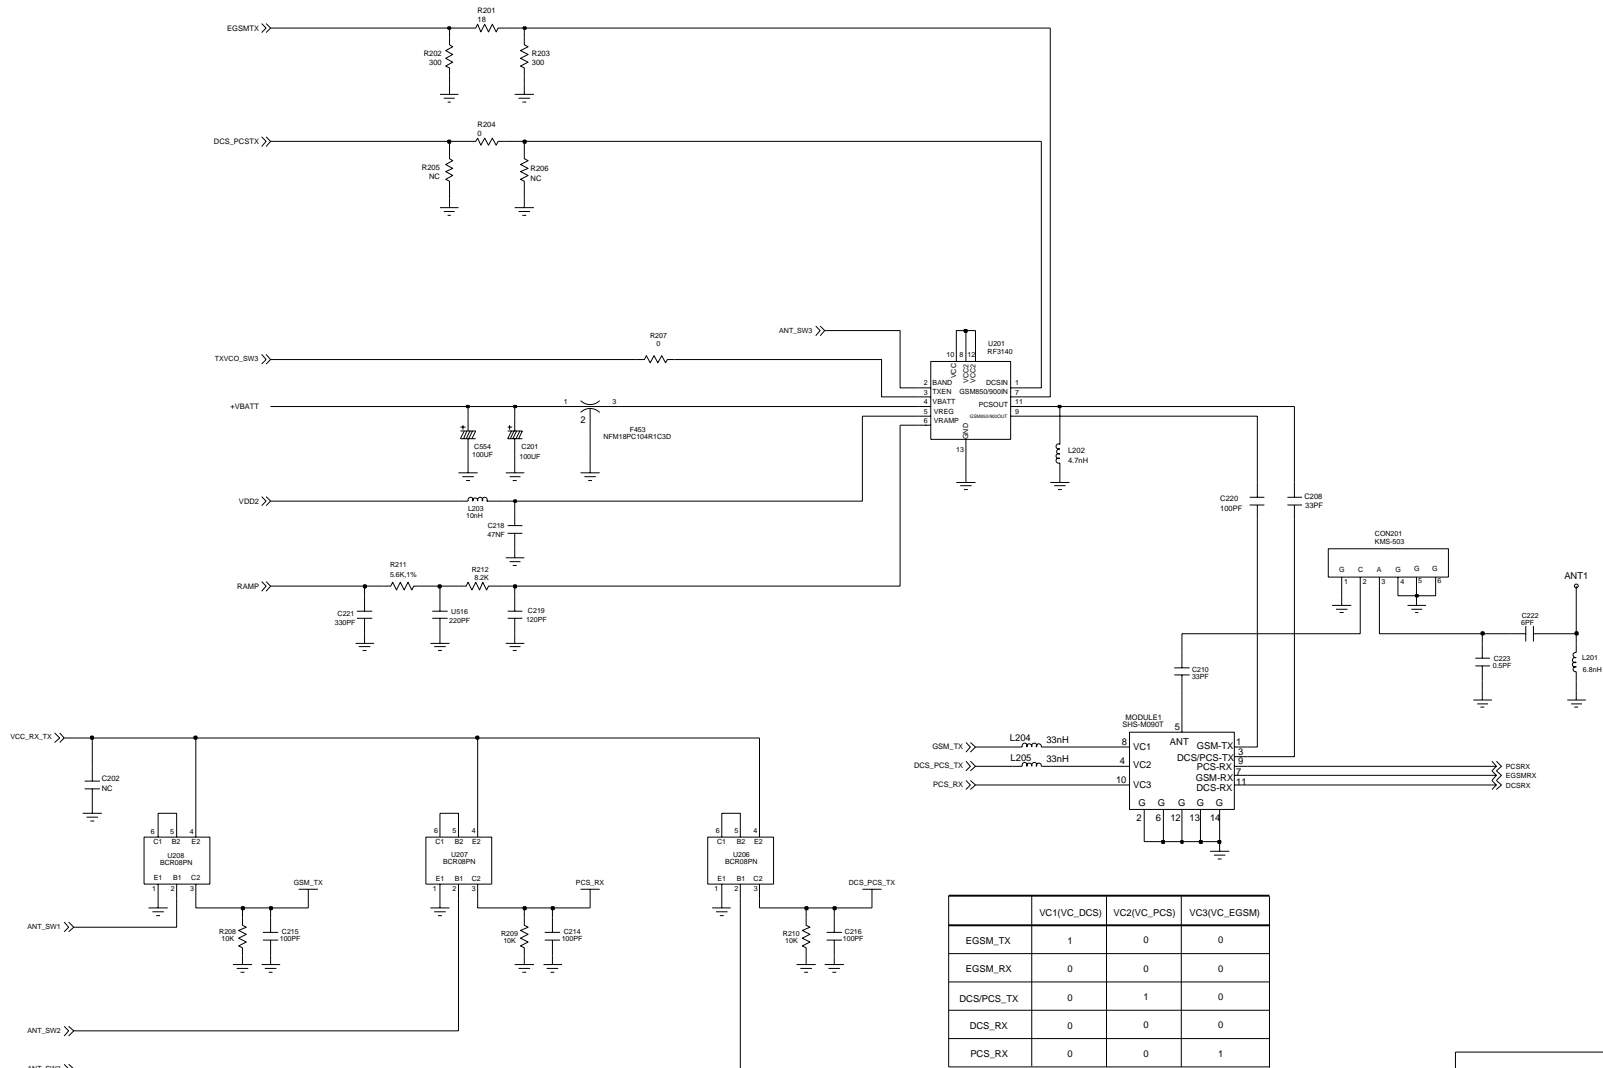 EGSMTX
R201
18
R202
300
R203
300
DCS_PCSTX
R204
0
R205
NC
R206
NC
ANT_SW3
TXVCO_SW3
R207
0
U201
RF3140
10 8 12
VCC VCC2 VCC2
2 BAND DCSIN 1
3 TXEN GSM850/900IN 7
4 VBATT PCSOUT 11
5 VREG GSM850/900OUT 9
6 VRAMP
GND
13
+VBATT
1 3
2
F453
NFM18PC104R1C3D
C554
100UF
C201
100UF
L202
4.7nH
VDD2
L203
10nH
C218
47NF
C220
100PF
C208
33PF
RAMP
R211
5.6K,1%
R212
8.2K
C221
330PF
U516
220PF
C219
120PF
CON201
KMS-503
G C A G G G
1 2 3 4 5 6
ANT1
C222
6PF
C223
0.5PF
L201
6.8nH
C210
33PF
MODULE1
SHS-M090T
5
ANT
GSM_TX
L204 33nH
8 VC1
GSM-TX 1
DCS/PCS-TX 3
DCS_PCS_TX
L205 33nH
4 VC2
PCS-RX 9
PCSRX
GSM-RX 7
EGSMRX
PCS_RX
10 VC3
DCS-RX 11
DCSRX
G G G G G
2 6 12 13 14
VCC_RX_TX
C202
NC
6 5 4
C1 B2 E2
U208
BCR08PN
E1 B1 C2
1 2 3
GSM_TX
R208
10K
C215
100PF
ANT_SW1
6 5 4
C1 B2 E2
U207
BCR08PN
E1 B1 C2
1 2 3
PCS_RX
R209
10K
C214
100PF
ANT_SW2
6 5 4
C1 B2 E2
U206
BCR08PN
E1 B1 C2
1 2 3
DCS_PCS_TX
R210
10K
C216
100PF
VC1(VC_DCS) VC2(VC_PCS) VC3(VC_EGSM)
EGSM_TX 1 0 0
EGSM_RX 0 0 0
DCS/PCS_TX 0 1 0
DCS_RX 0 0 0
PCS_RX 0 0 1